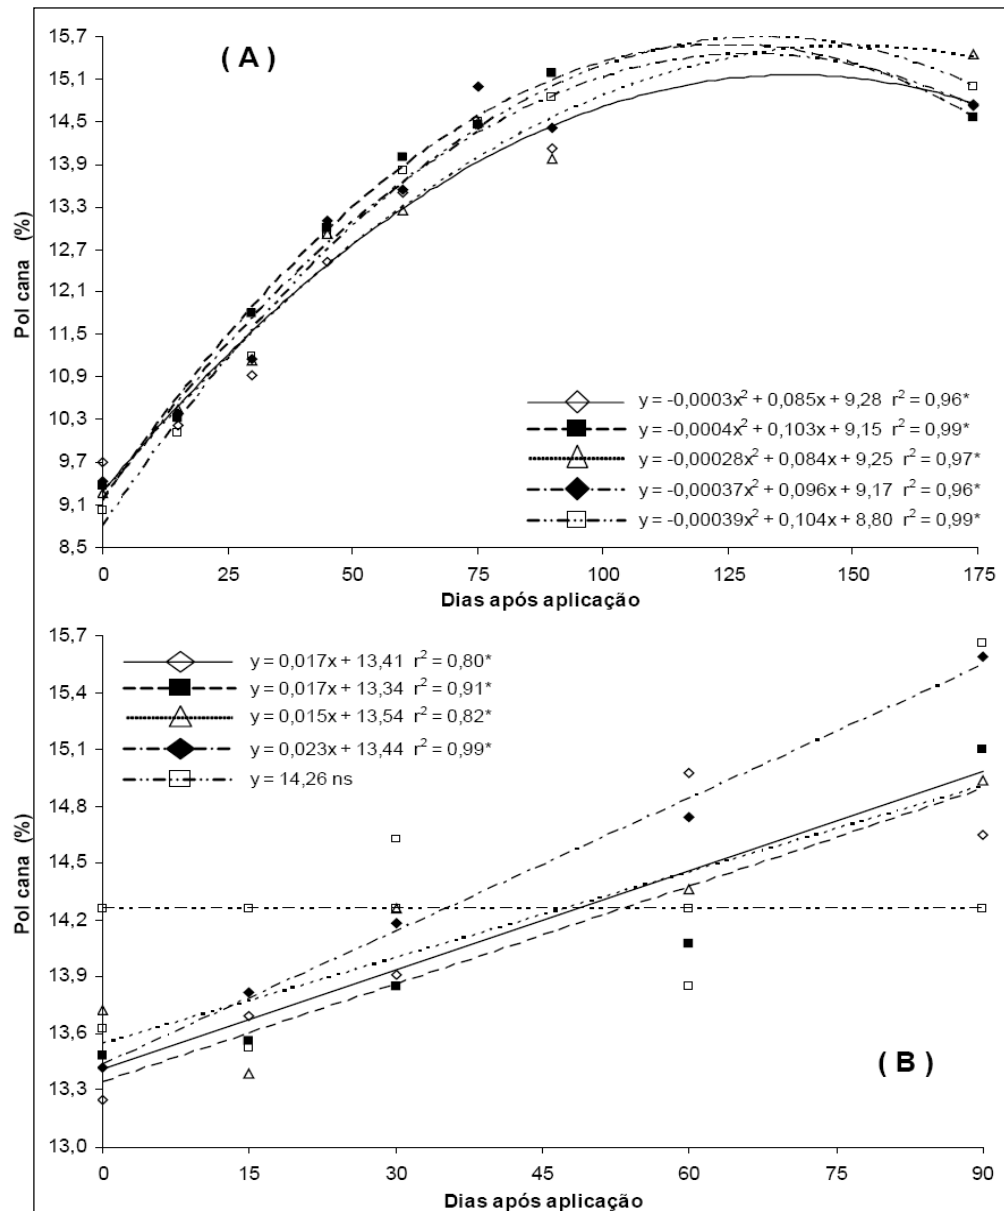 ( A )
15,7
15,1
14,5
13,9
13,3
12,7
12,1
11,5
10,9
10,3
9,7
9,1
8,5
Pol cana (%)
y = -0,0003x² + 0,085x + 9,28 r² = 0,96*
y = -0,0004x² + 0,103x + 9,15 r² = 0,99*
y = -0,00028x² + 0,084x + 9,25 r² = 0,97*
y = -0,00037x² + 0,096x + 9,17 r² = 0,96*
y = -0,00039x² + 0,104x + 8,80 r² = 0,99*
0 25 50 75 100 125 150 175
Dias após aplicação
15,7
15,4
15,1
14,8
14,5
14,2
13,9
13,6
13,3
13,0
Pol cana (%)
y = 0,017x + 13,41 r² = 0,80*
y = 0,017x + 13,34 r² = 0,91*
y = 0,015x + 13,54 r² = 0,82*
y = 0,023x + 13,44 r² = 0,99*
y = 14,26 ns
( B )
0 15 30 45 60 75 90
Dias após aplicação